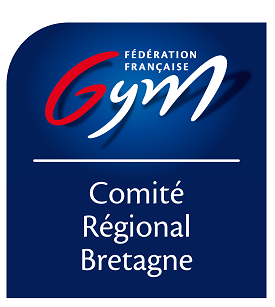 FÉDÉRATION
FRANÇAISE
Gym
Comité
Régional
Bretagne